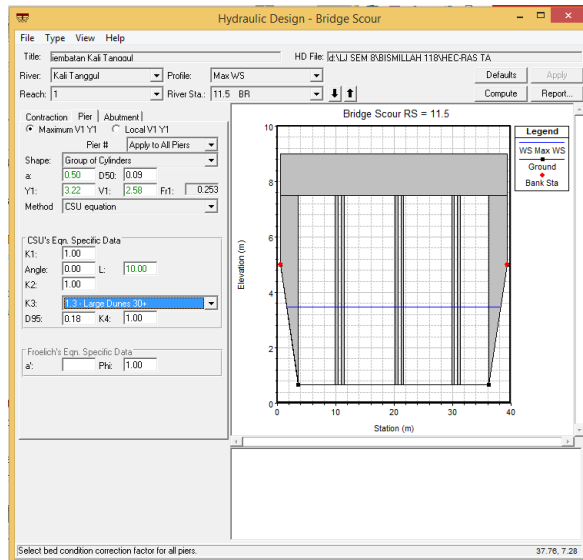 Hydraulic Design - Bridge Scour
File Type View Help
Title: Jembatan Kali Tanggul HD File: d:\LJ SEM 8\BISMILLAH 118\HEC-RAS TA
River: Kali Tanggul Profile: Max WS Defaults Apply
Reach: 1 River Sta.: 11.5 BR Compute Report...
Contraction Pier Abutment
Maximum V1 Y1 Local V1 Y1
Pier # Apply to All Piers
Shape: Group of Cylinders
a: 0.50 D50: 0.09
Y1: 3.22 V1: 2.58 Fr1: 0.253
Method CSU equation
CSU's Eqn. Specific Data
K1: 1.00
Angle: 0.00 L: 10.00
K2: 1.00
K3: 1.3 - Large Dunes 30+
D95: 0.18 K4: 1.00
Froelich's Eqn. Specific Data
a': Phi: 1.00
Bridge Scour RS = 11.5
Legend
WS Max WS
Ground
Bank Sta
Elevation (m)
10
8
6
4
2
0
0 10 20 30 40
Station (m)
Select bed condition correction factor for all piers. 37.76, 7.28